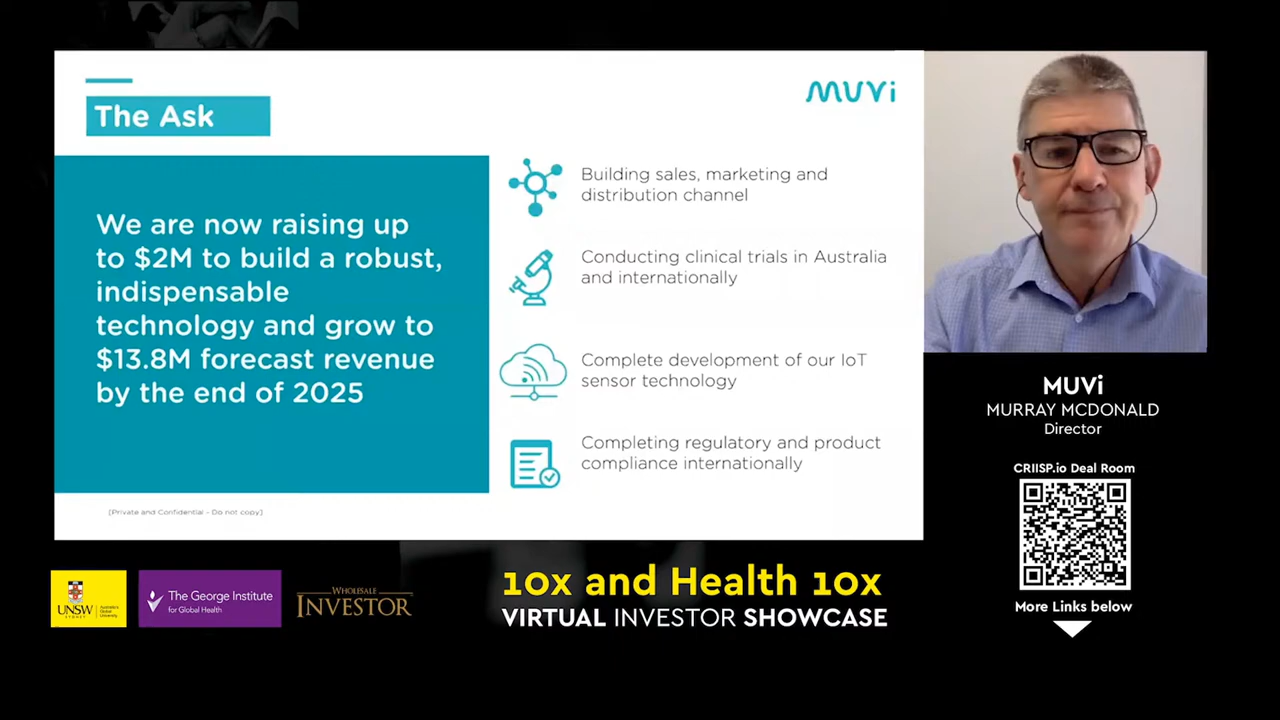 The Ask
MUVi
We are now raising up
to $2M to build a robust,
indispensable
technology and grow to
$13.8M forecast revenue
by the end of 2025
Building sales, marketing and
distribution channel
Conducting clinical trials in Australia
and internationally
Complete development of our IoT
sensor technology
Completing regulatory and product
compliance internationally
[Private and Confidential – Do not copy]
MUVi
MURRAY MCDONALD
Director
CRIISP.io Deal Room
More Links below
UNSW
SYDNEY
Australia's
Global
University
The George Institute
for Global Health
WHOLESALE
INVESTOR
10x and Health 10x
VIRTUAL INVESTOR SHOWCASE